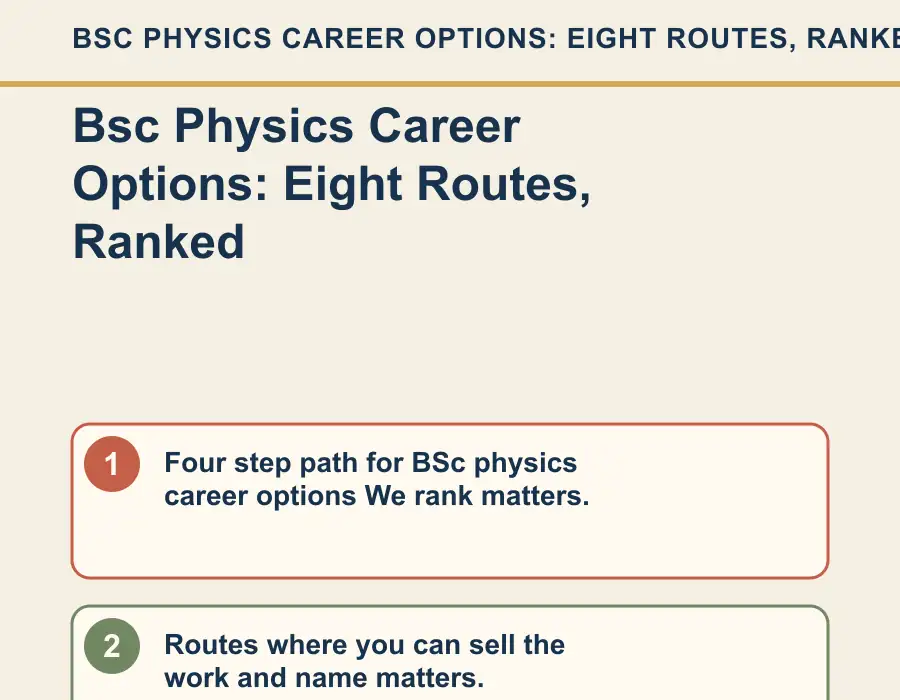 BSC PHYSICS CAREER OPTIONS: EIGHT ROUTES,
Bsc Physics Career
Options: Eight Routes,
Ranked
1
Four step path for BSc physics
career options We rank matters.
2
Routes where you can sell the
work and name matters.